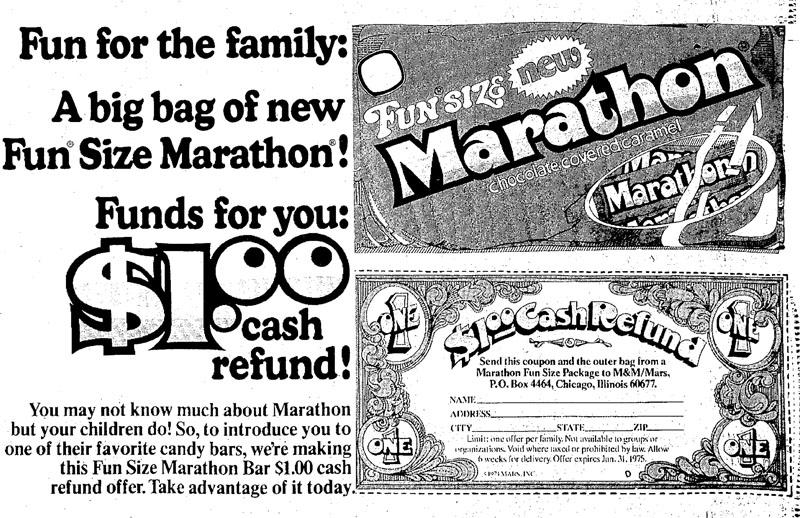 Fun for the family:
A big bag of new
Fun® Size Marathon®!
Funds for you:
$1.00
cash
refund!
You may not know much about Marathon
but your children do! So, to introduce you to
one of their favorite candy bars, we're making
this Fun Size Marathon Bar $1.00 cash
refund offer. Take advantage of it today.
FUN® SIZE new
Marathon®
chocolate covered caramel
Marathon
ONE 1
ONE 1
$1.00 Cash Refund
Send this coupon and the outer bag from a
Marathon Fun Size Package to M&M/Mars,
P.O. Box 4464, Chicago, Illinois 60677.
NAME
ADDRESS
CITY STATE ZIP
Limit: one offer per family. Not available to groups or
organizations. Void where taxed or prohibited by law. Allow
6 weeks for delivery. Offer expires Jan. 31, 1975.
©1974 MARS, INC.
ONE
ONE